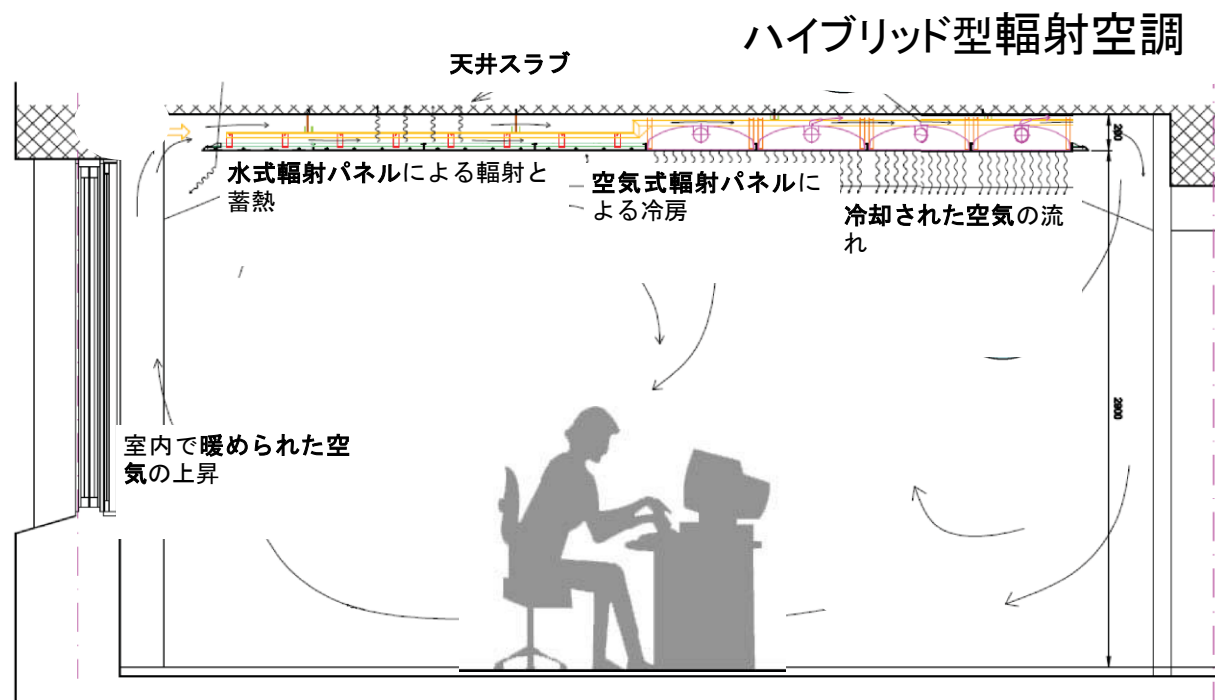 ハイブリッド型輻射空調
天井スラブ
200
水式輻射パネルによる輻射と
蓄熱
空気式輻射パネルに
よる冷房
冷却された空気の流
れ
2800
室内で暖められた空
気の上昇